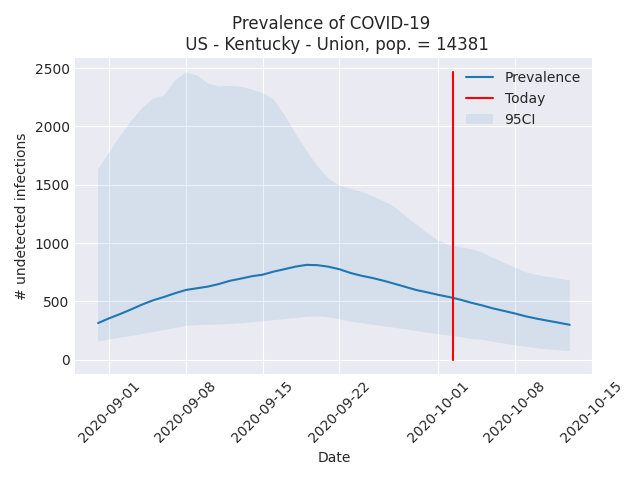 Prevalence of COVID-19
US - Kentucky - Union, pop. = 14381
Prevalence
Today
95CI
2500
2000
1500
1000
500
0
# undetected infections
2020-09-01
2020-09-08
2020-09-15
2020-09-22
2020-10-01
2020-10-08
2020-10-15
Date